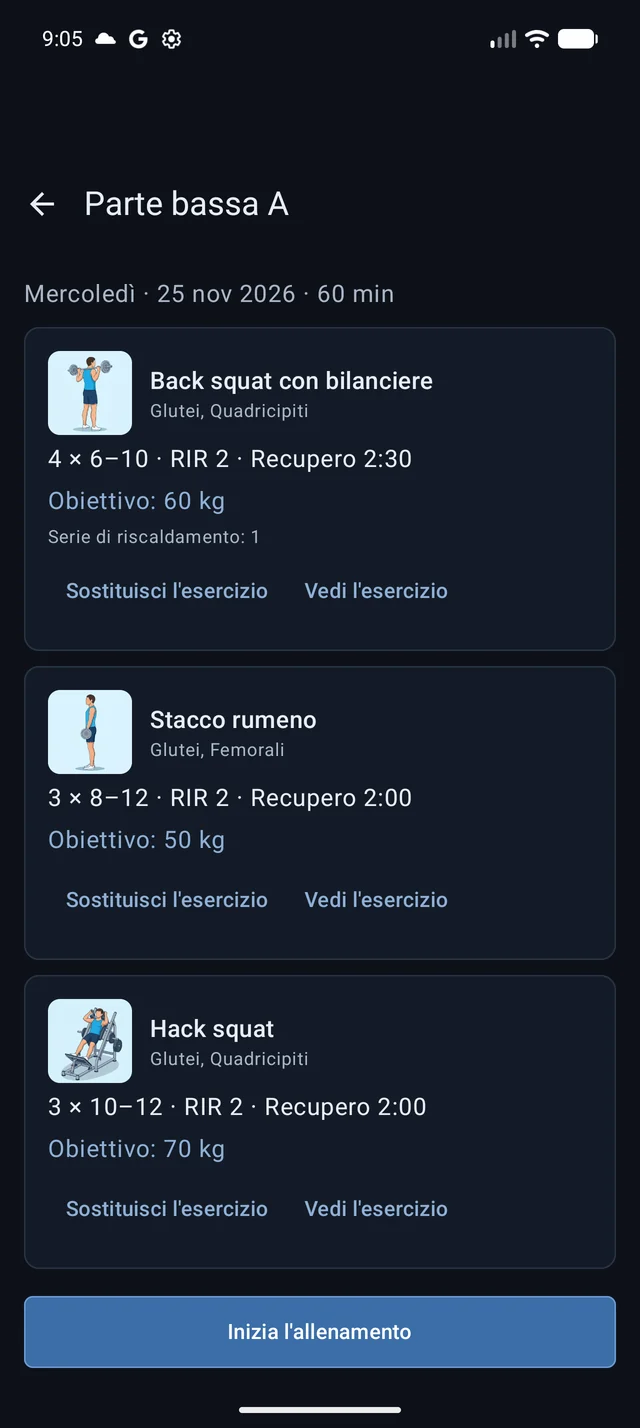 9:05
Parte bassa A
Mercoledì · 25 nov 2026 · 60 min
Back squat con bilanciere
Glutei, Quadricipiti
4 × 6–10 · RIR 2 · Recupero 2:30
Obiettivo: 60 kg
Serie di riscaldamento: 1
Sostituisci l'esercizio Vedi l'esercizio
Stacco rumeno
Glutei, Femorali
3 × 8–12 · RIR 2 · Recupero 2:00
Obiettivo: 50 kg
Sostituisci l'esercizio Vedi l'esercizio
Hack squat
Glutei, Quadricipiti
3 × 10–12 · RIR 2 · Recupero 2:00
Obiettivo: 70 kg
Sostituisci l'esercizio Vedi l'esercizio
Inizia l'allenamento